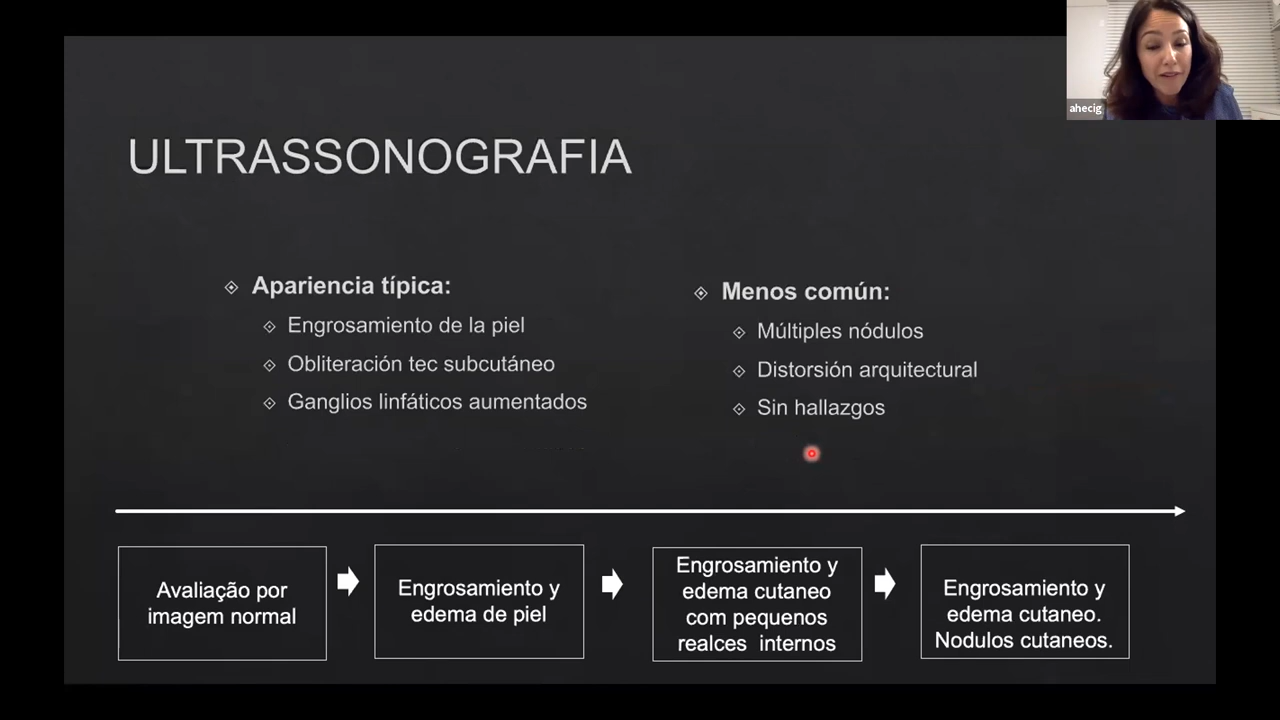 ahecig
ULTRASSONOGRAFIA
Apariencia típica:
Engrosamiento de la piel
Obliteración tec subcutáneo
Ganglios linfáticos aumentados
Menos común:
Múltiples nódulos
Distorsión arquitectural
Sin hallazgos
Avaliação por
imagem normal
Engrosamiento y
edema de piel
Engrosamiento y
edema cutaneo
com pequenos
realces internos
Engrosamiento y
edema cutaneo.
Nodulos cutaneos.